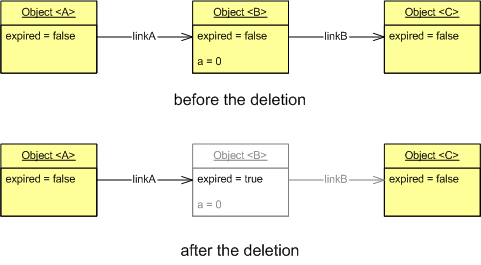 Object <A>
Object <B>
Object <C>
expired = false
linkA
expired = false
linkB
expired = false
a = 0
before the deletion
Object <A>
Object <B>
Object <C>
expired = false
linkA
expired = true
linkB
expired = false
a = 0
after the deletion